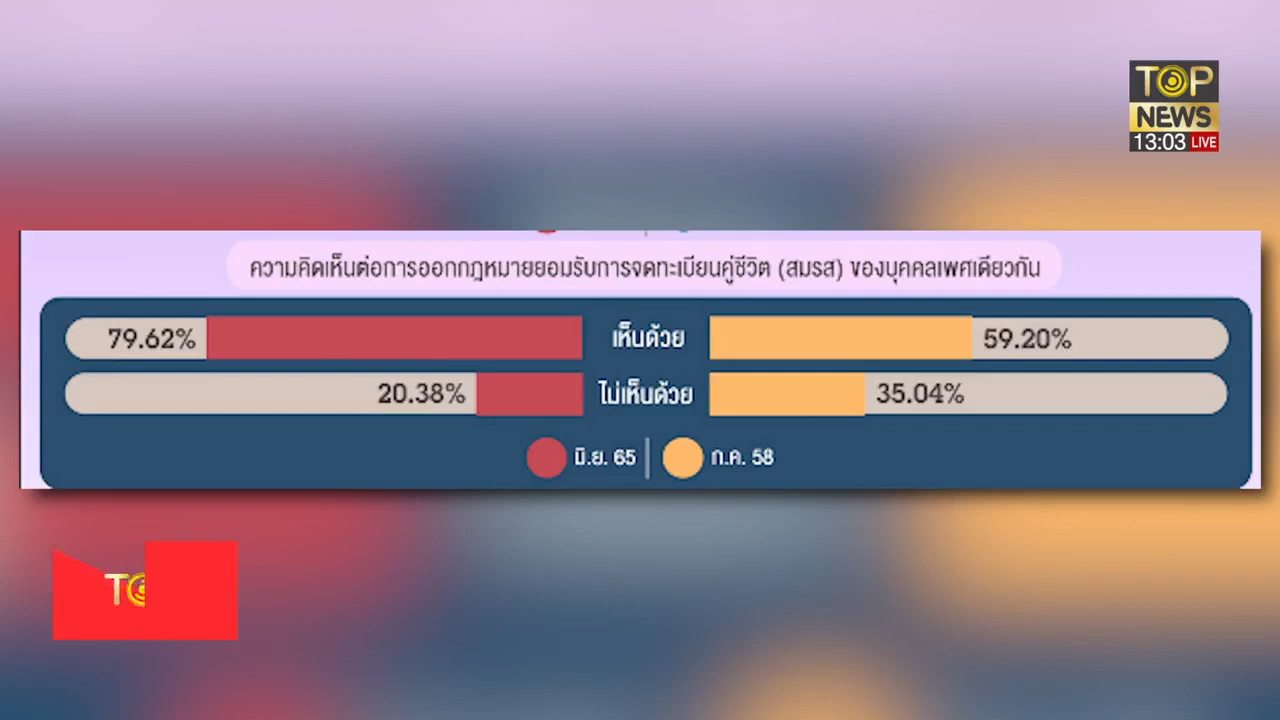 TOP
NEWS
13:03 LIVE
ความคิดเห็นต่อการออกกฎหมายยอมรับการจดทะเบียนคู่ชีวิต (สมรส) ของบุคคลเพศเดียวกัน
79.62% เห็นด้วย 59.20%
20.38% ไม่เห็นด้วย 35.04%
มิ.ย. 65 ก.ค. 58